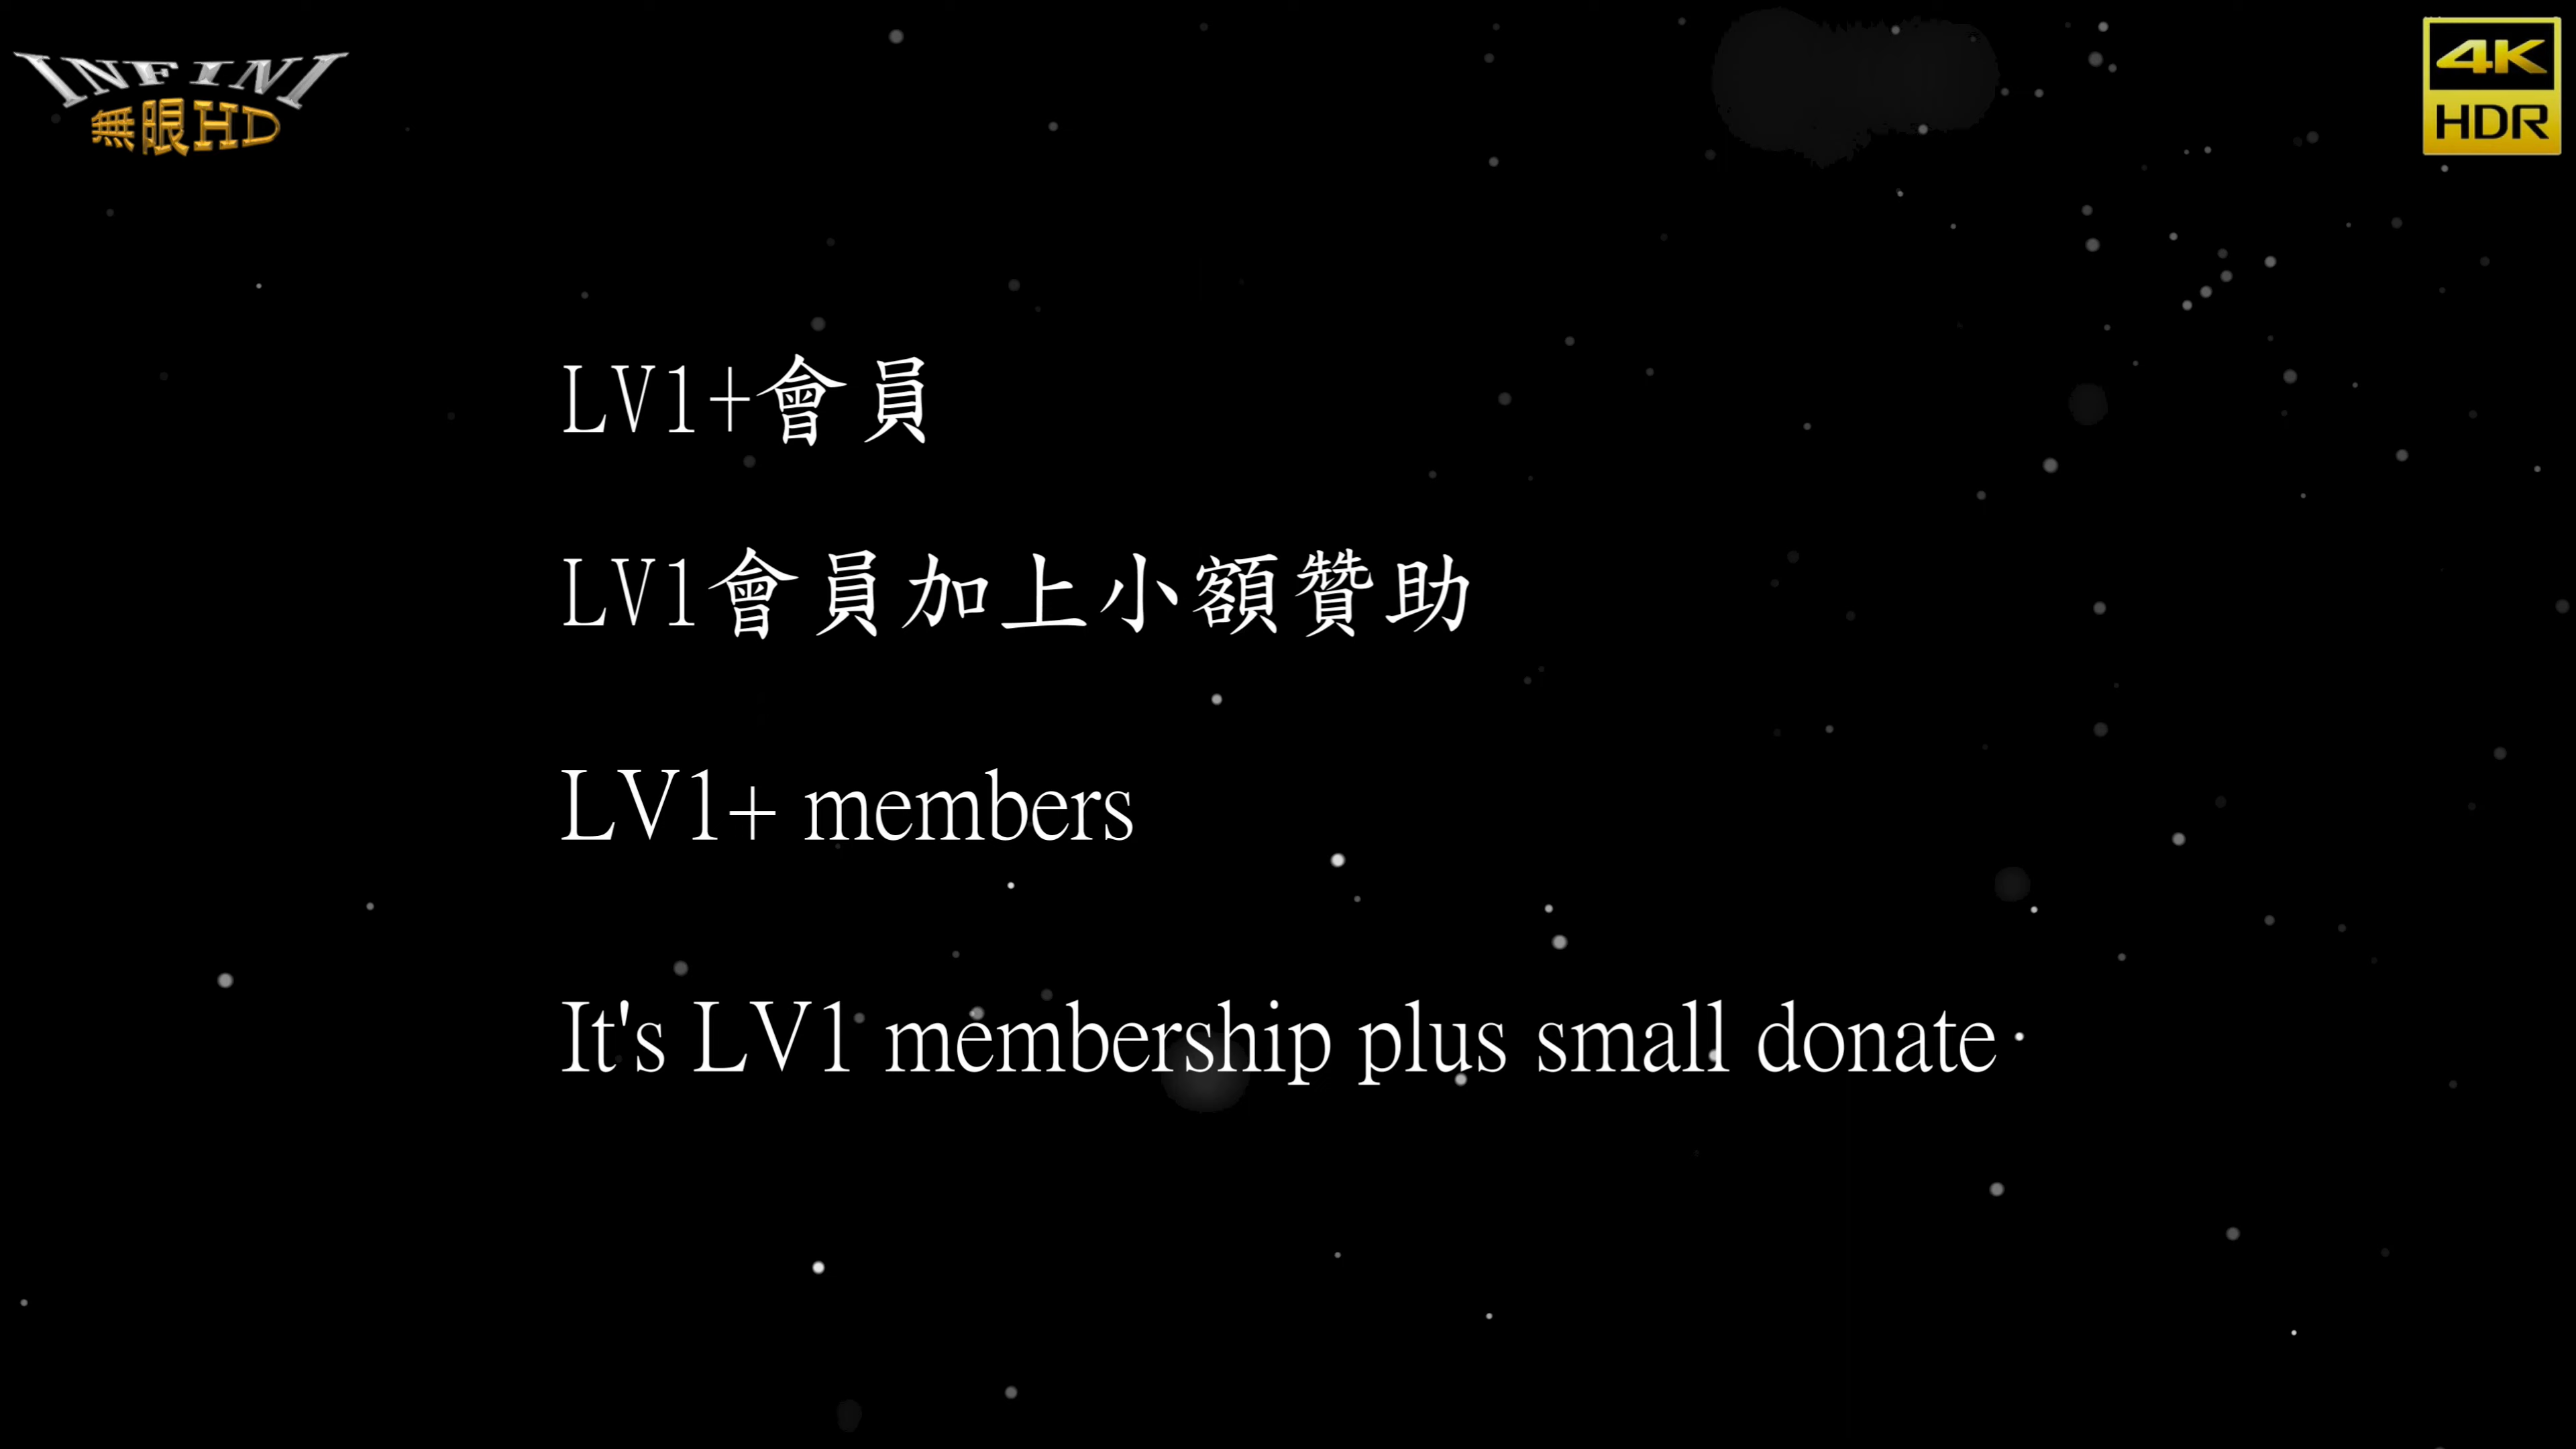 INFINI
無限HD
4K
HDR
LV1+會員
LV1會員加上小額贊助
LV1+ members
It's LV1 membership plus small donate